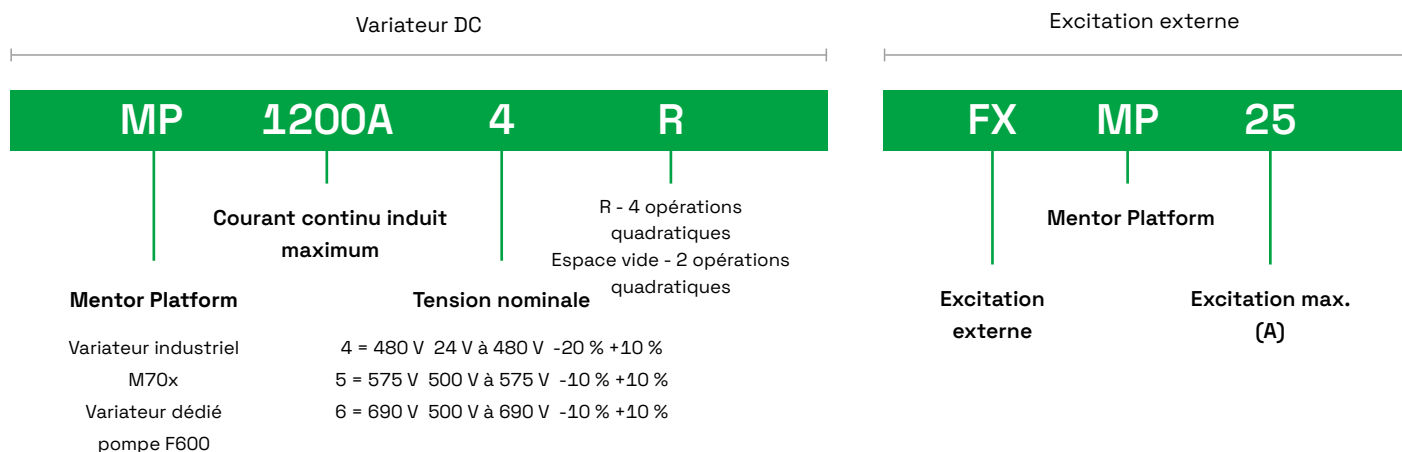 Variateur DC
MP 1200A 4 R
Courant continu induit
maximum
R - 4 opérations
quadratiques
Espace vide - 2 opérations
quadratiques
Mentor Platform
Variateur industriel
M70x
Variateur dédié
pompe F600
Tension nominale
4 = 480 V 24 V à 480 V -20 % +10 %
5 = 575 V 500 V à 575 V -10 % +10 %
6 = 690 V 500 V à 690 V -10 % +10 %
Excitation externe
FX MP 25
Mentor Platform
Excitation
externe
Excitation max.
(A)